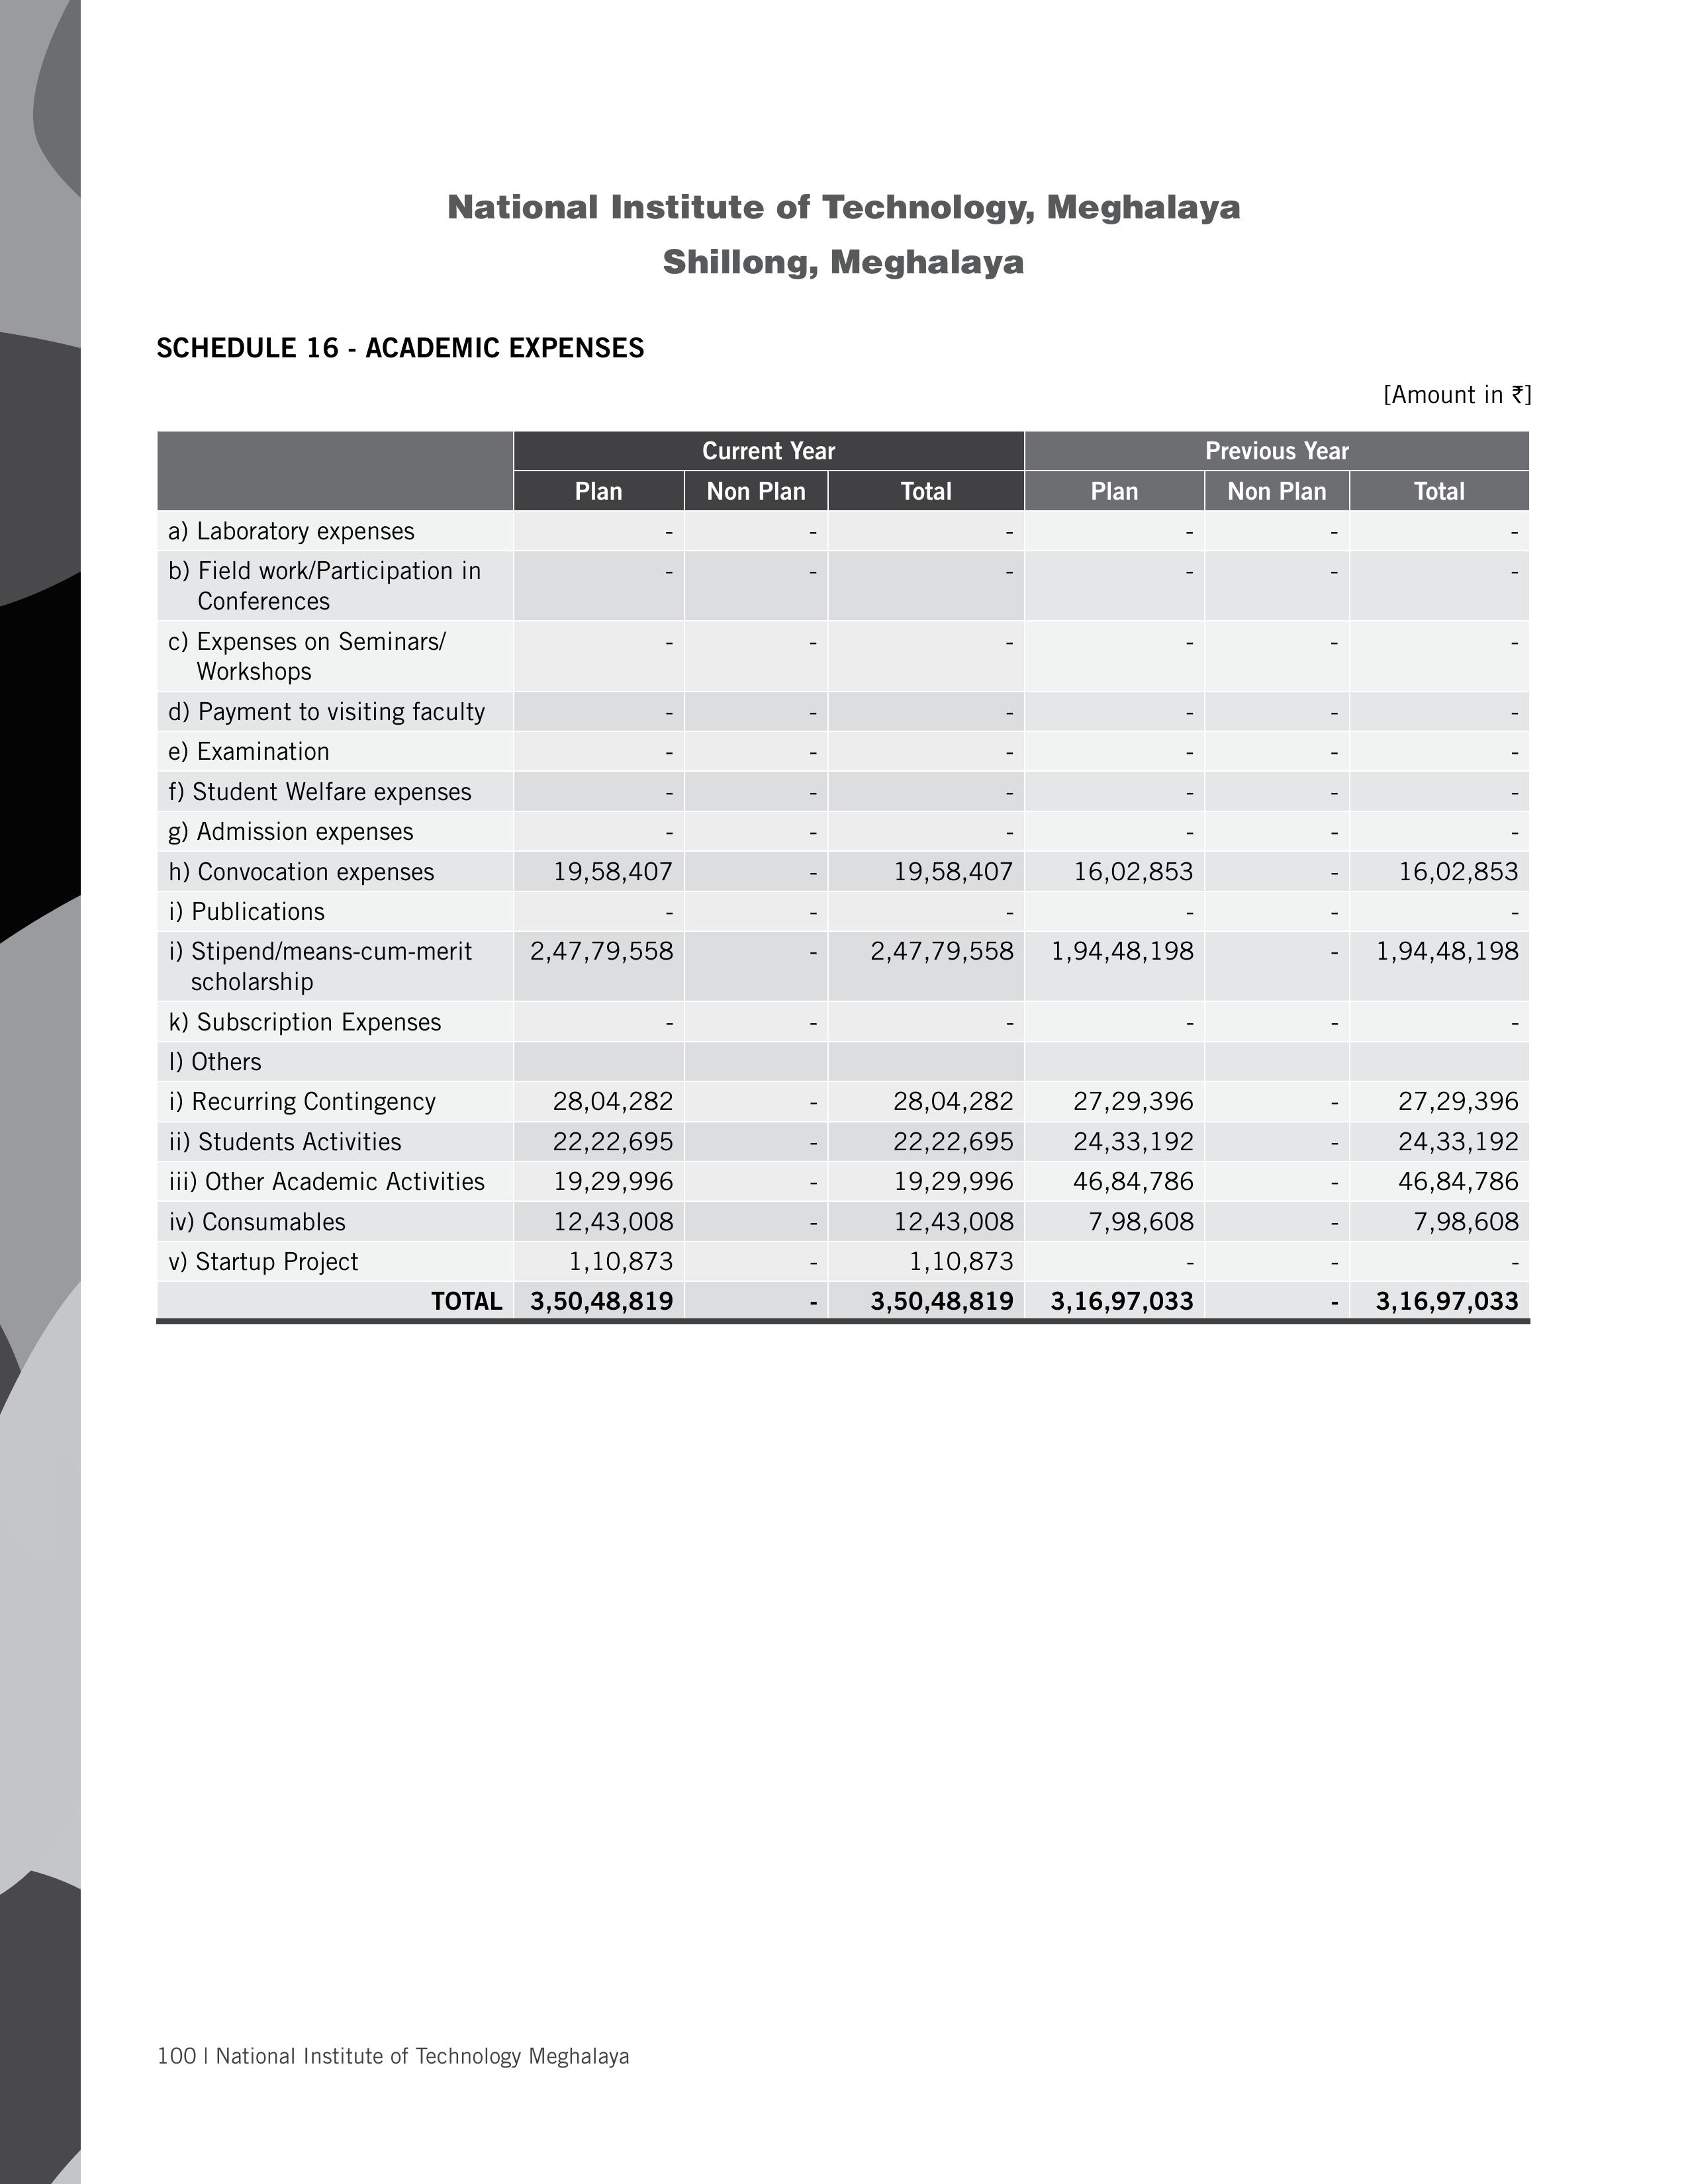 National Institute of Technology, Meghalaya
Shillong, Meghalaya
SCHEDULE 16 - ACADEMIC EXPENSES
[Amount in ₹]
Current Year Previous Year
Plan Non Plan Total Plan Non Plan Total
a) Laboratory expenses - - - - - -
b) Field work/Participation in - - - - - -
Conferences
c) Expenses on Seminars/ - - - - - -
Workshops
d) Payment to visiting faculty - - - - - -
e) Examination - - - - - -
f) Student Welfare expenses - - - - - -
g) Admission expenses - - - - - -
h) Convocation expenses 19,58,407 - 19,58,407 16,02,853 - 16,02,853
i) Publications - - - - - -
i) Stipend/means-cum-merit 2,47,79,558 - 2,47,79,558 1,94,48,198 - 1,94,48,198
scholarship
k) Subscription Expenses - - - - - -
l) Others
i) Recurring Contingency 28,04,282 - 28,04,282 27,29,396 - 27,29,396
ii) Students Activities 22,22,695 - 22,22,695 24,33,192 - 24,33,192
iii) Other Academic Activities 19,29,996 - 19,29,996 46,84,786 - 46,84,786
iv) Consumables 12,43,008 - 12,43,008 7,98,608 - 7,98,608
v) Startup Project 1,10,873 - 1,10,873 - - -
TOTAL 3,50,48,819 - 3,50,48,819 3,16,97,033 - 3,16,97,033
100 | National Institute of Technology Meghalaya